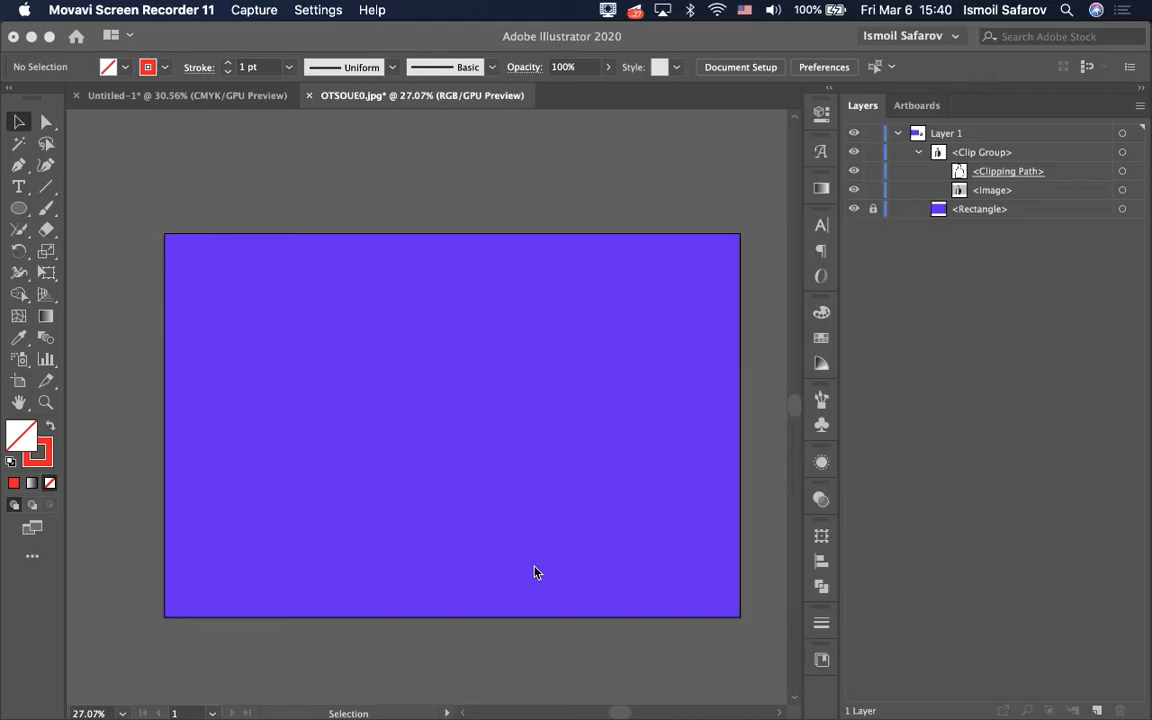 Movavi Screen Recorder 11 Capture Settings Help 27 100% Fri Mar 6 15:40 Ismoil Safarov
Adobe Illustrator 2020 Ismoil Safarov Search Adobe Stock
No Selection Stroke: 1 pt Uniform Basic Opacity: 100% Style: Document Setup Preferences
Untitled-1* @ 30.56% (CMYK/GPU Preview) OTSOUE0.jpg* @ 27.07% (RGB/GPU Preview)
Layers Artboards
Layer 1
<Clip Group>
<Clipping Path>
<Image>
<Rectangle>
27.07% 1 Selection
1 Layer